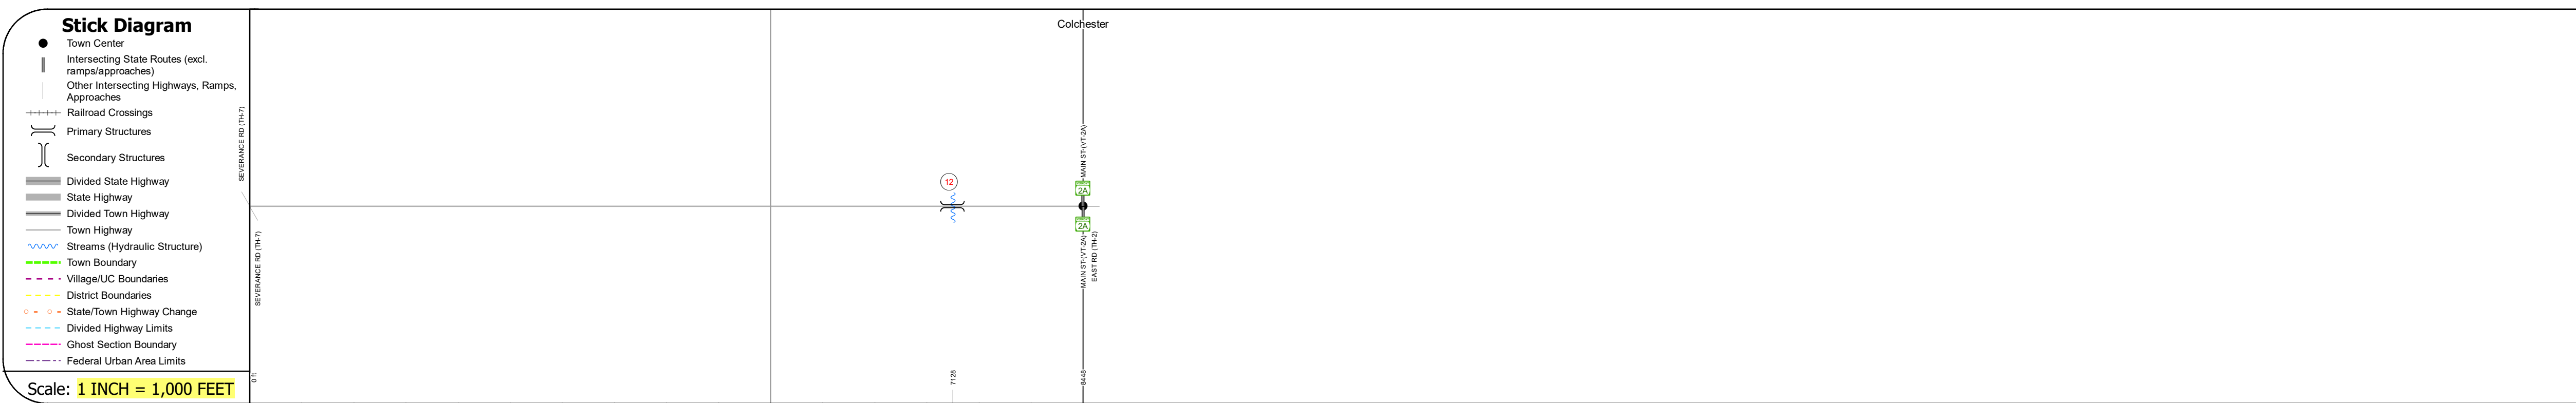 Stick Diagram
Town Center
Intersecting State Routes (excl.
ramps/approaches)
Other Intersecting Highways, Ramps,
Approaches
Railroad Crossings
Primary Structures
Secondary Structures
Divided State Highway
State Highway
Divided Town Highway
Town Highway
Streams (Hydraulic Structure)
Town Boundary
Village/UC Boundaries
District Boundaries
State/Town Highway Change
Divided Highway Limits
Ghost Section Boundary
Federal Urban Area Limits
Scale: 1 INCH = 1,000 FEET
SEVERANCE RD (TH-7)
SEVERANCE RD (TH-7)
0 ft
12
7128
Colchester
MAIN ST (VT-2A)
2A
2A
MAIN ST (VT-2A)
EAST RD (TH-2)
8448